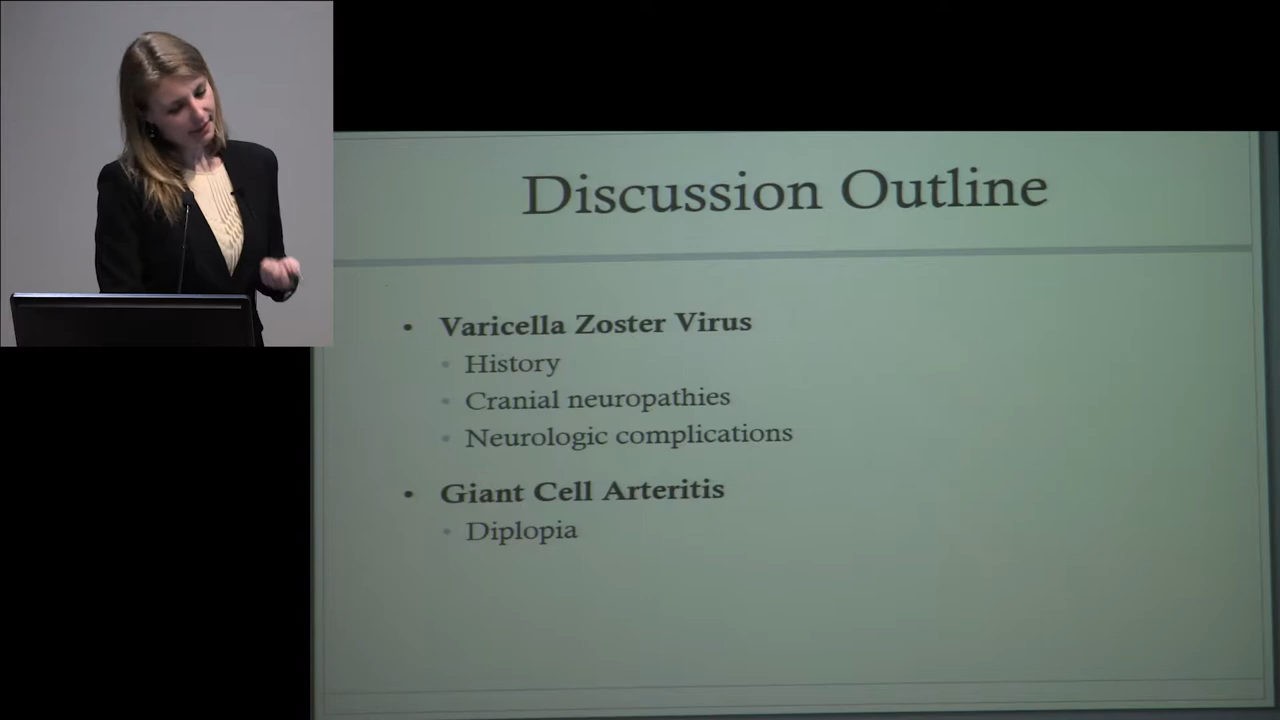 Discussion Outline
• Varicella Zoster Virus
• History
• Cranial neuropathies
• Neurologic complications
• Giant Cell Arteritis
• Diplopia